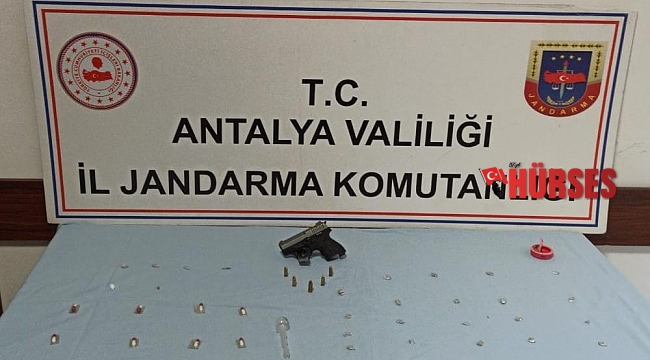 T.C.
ANTALYA VALİLİĞİ
İL JANDARMA KOMUTANLIĞI
HÜRSES
JANDARMA